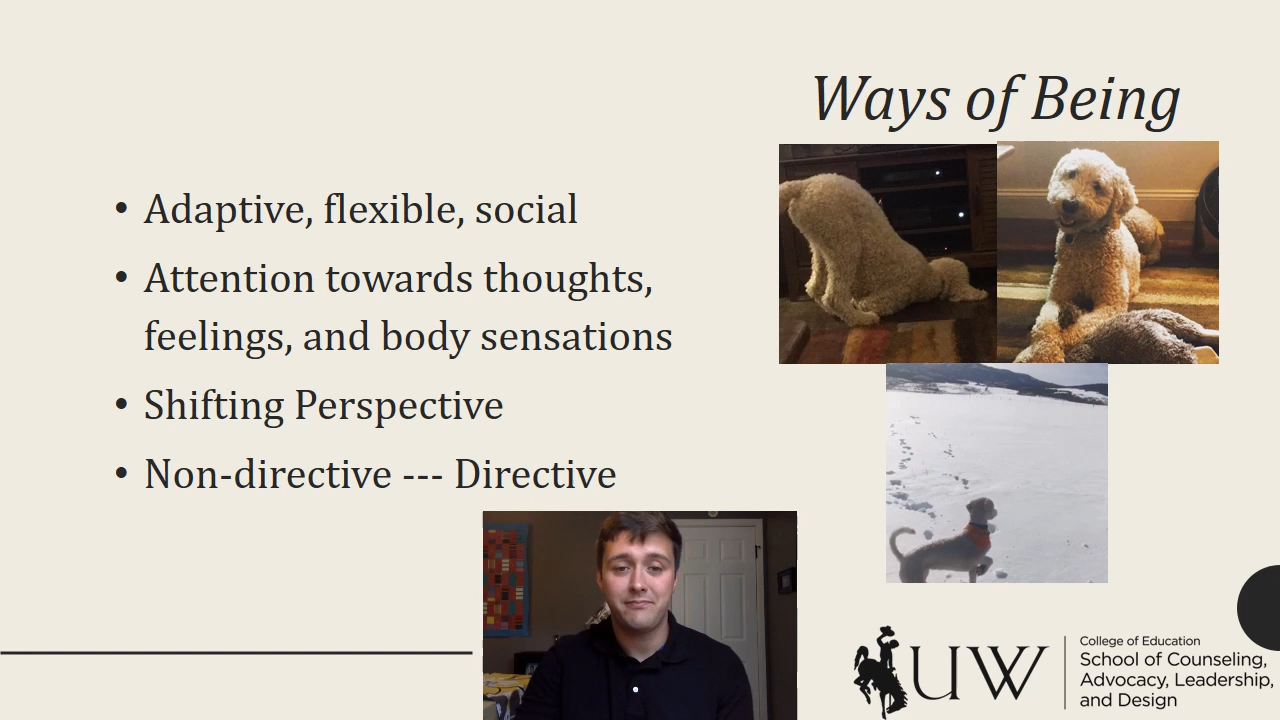 Ways of Being
• Adaptive, flexible, social
• Attention towards thoughts,
feelings, and body sensations
• Shifting Perspective
• Non-directive --- Directive
UW
College of Education
School of Counseling,
Advocacy, Leadership,
and Design